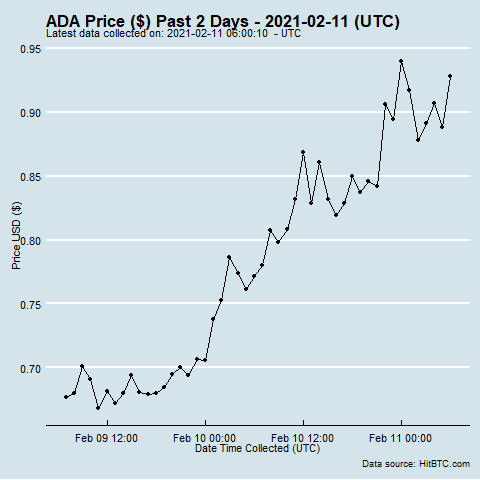 ADA Price ($) Past 2 Days - 2021-02-11 (UTC)
Latest data collected on: 2021-02-11 06:00:10  - UTC
0.95
0.90
0.85
0.80
0.75
0.70
Price USD ($)
Feb 09 12:00
Feb 10 00:00
Feb 10 12:00
Feb 11 00:00
Date Time Collected (UTC)
Data source: HitBTC.com